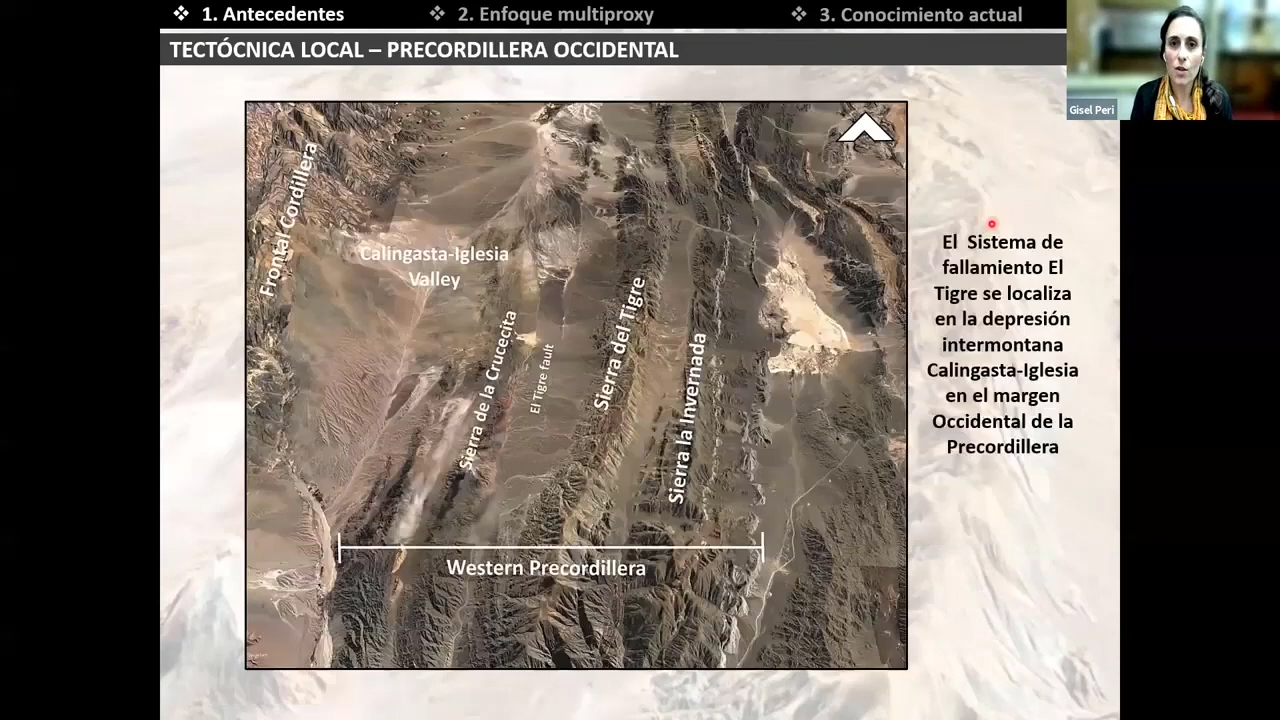 ❖ 1. Antecedentes
❖ 2. Enfoque multiproxy
❖ 3. Conocimiento actual
TECTÓCNICA LOCAL – PRECORDILLERA OCCIDENTAL
Gisel Peri
Frontal Cordillera
Calingasta-Iglesia
Valley
Sierra de la Crucecita
El Tigre fault
Sierra del Tigre
Sierra la Invernada
Western Precordillera
El Sistema de
fallamiento El
Tigre se localiza
en la depresión
intermontana
Calingasta-Iglesia
en el margen
Occidental de la
Precordillera